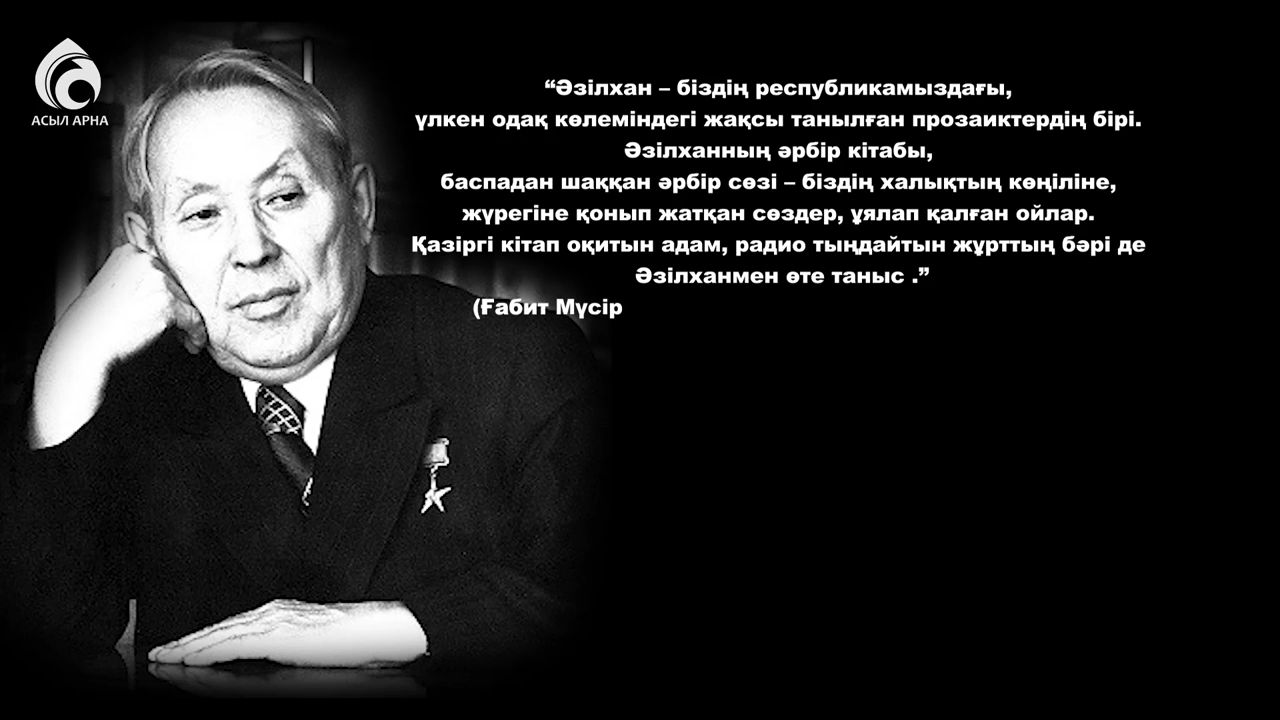 АСЫЛ АРНА
“Әзілхан – біздің республикамыздағы,
үлкен одақ көлеміндегі жақсы танылған прозаиктердің бірі.
Әзілханның әрбір кітабы,
баспадан шаққан әрбір сөзі – біздің халықтың көңіліне,
жүрегіне қонып жатқан сөздер, ұялап қалған ойлар.
Қазіргі кітап оқитын адам, радио тыңдайтын жұрттың бәрі де
Әзілханмен өте таныс .”
(Ғабит Мүсір